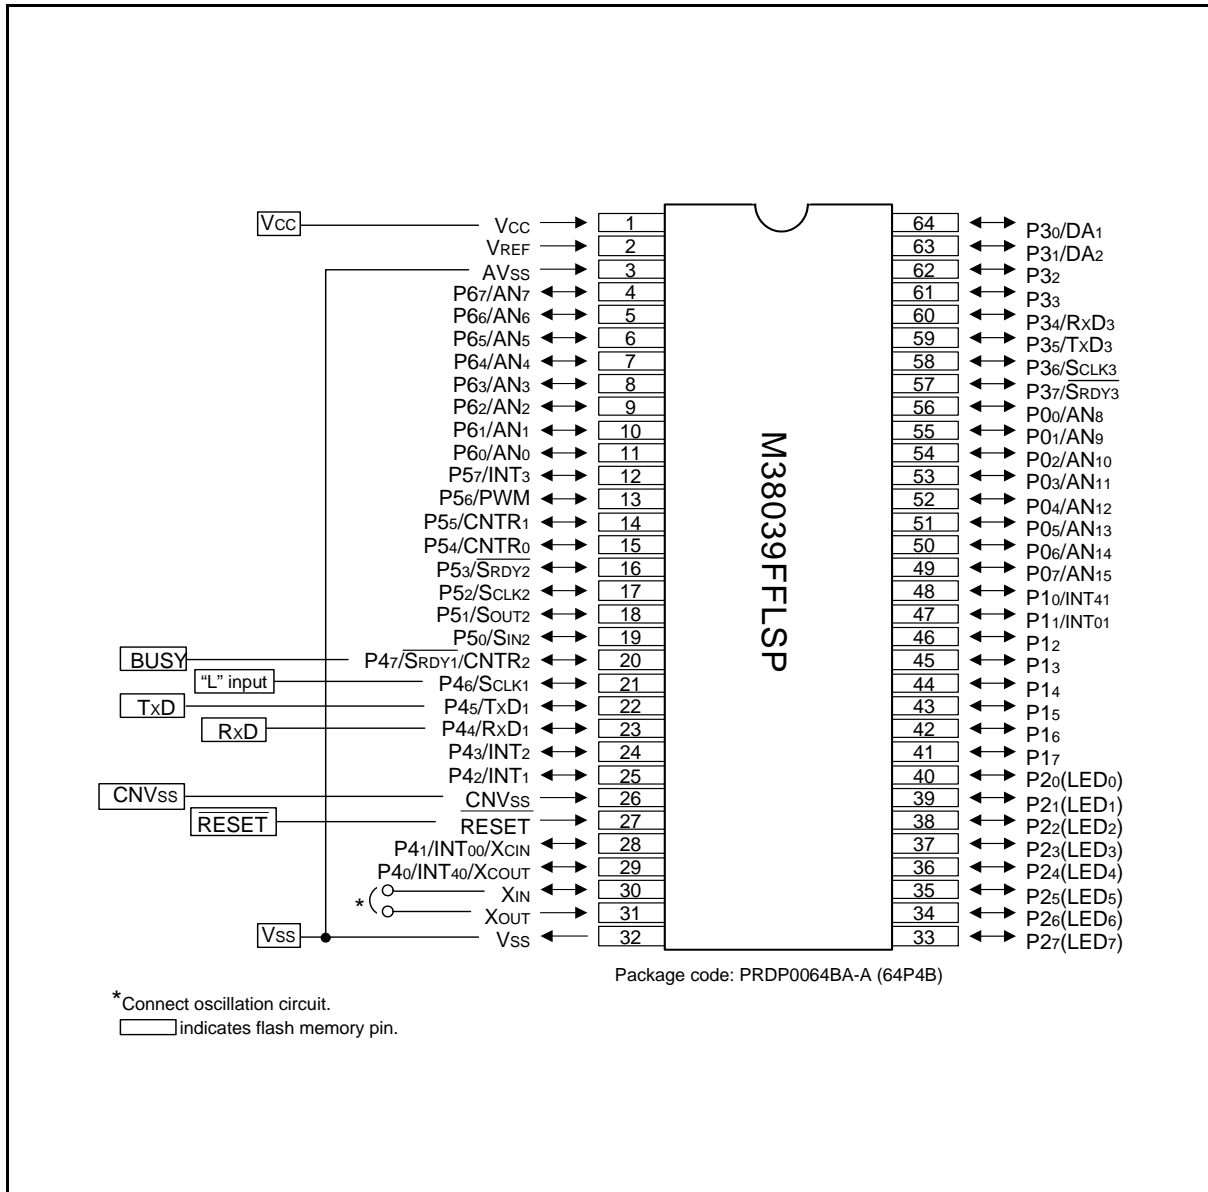 Vcc Vcc 1 64 P30/DA1
VREF 2 63 P31/DA2
AVss 3 62 P32
P67/AN7 4 61 P33
P66/AN6 5 60 P34/RxD3
P65/AN5 6 59 P35/TxD3
P64/AN4 7 58 P36/SCLK3
P63/AN3 8 57 P37/SRDY3
P62/AN2 9 56 P00/AN8
P61/AN1 10 55 P01/AN9
P60/AN0 11 54 P02/AN10
P57/INT3 12 53 P03/AN11
P56/PWM 13 52 P04/AN12
P55/CNTR1 14 51 P05/AN13
P54/CNTR0 15 50 P06/AN14
P53/SRDY2 16 49 P07/AN15
P52/SCLK2 17 48 P10/INT41
P51/SOUT2 18 47 P11/INT01
P50/SIN2 19 46 P12
BUSY P47/SRDY1/CNTR2 20 45 P13
“L” input P46/SCLK1 21 44 P14
TxD P45/TxD1 22 43 P15
RxD P44/RxD1 23 42 P16
P43/INT2 24 41 P17
P42/INT1 25 40 P20(LED0)
CNVss CNVss 26 39 P21(LED1)
RESET RESET 27 38 P22(LED2)
P41/INT00/XCIN 28 37 P23(LED3)
P40/INT40/XCOUT 29 36 P24(LED4)
* XIN 30 35 P25(LED5)
XOUT 31 34 P26(LED6)
Vss Vss 32 33 P27(LED7)
M38039FFLSP
Package code: PRDP0064BA-A (64P4B)
*Connect oscillation circuit.
indicates flash memory pin.